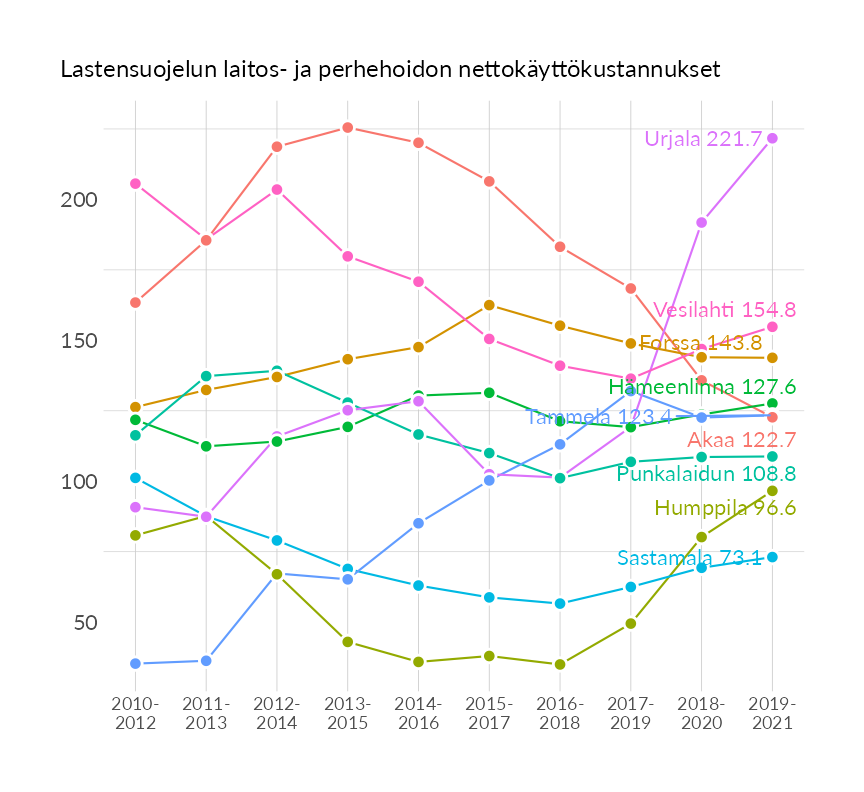 Lastensuojelun laitos- ja perhehoidon nettokäyttökustannukset
Urjala 221.7
200
Vesilahti 154.8
150
Forssa 143.8
Hämeenlinna 127.6
Tammela 123.4
Akaa 122.7
Punkalaidun 108.8
100
Humppila 96.6
Sastamala 73.1
50
2010- 2011- 2012- 2013- 2014- 2015- 2016- 2017- 2018- 2019-
2012 2013 2014 2015 2016 2017 2018 2019 2020 2021